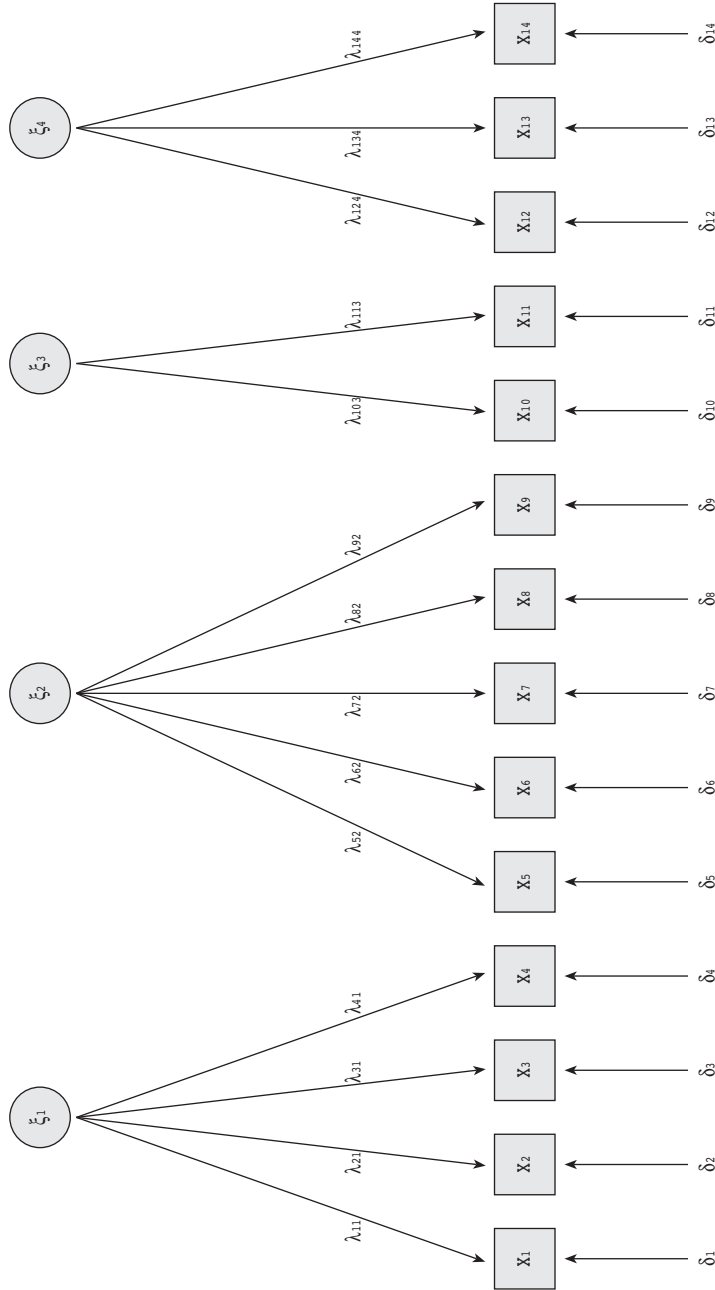 ξ1 ξ2 ξ3 ξ4
λ11 λ21 λ31 λ41 λ52 λ62 λ72 λ82 λ92 λ103 λ113 λ124 λ134 λ144
X1 X2 X3 X4 X5 X6 X7 X8 X9 X10 X11 X12 X13 X14
δ1 δ2 δ3 δ4 δ5 δ6 δ7 δ8 δ9 δ10 δ11 δ12 δ13 δ14